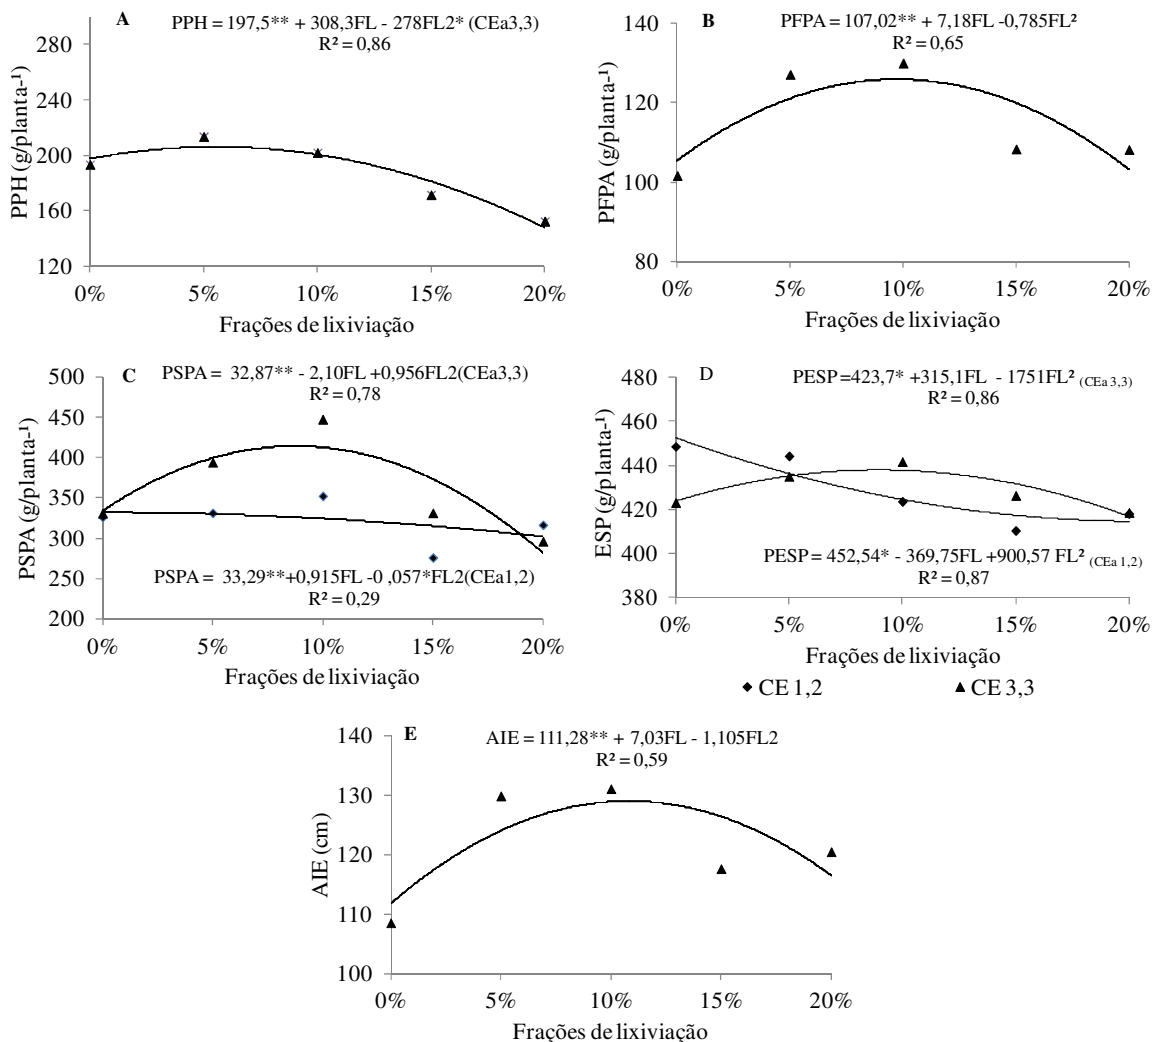 A
PPH = 197,5** + 308,3FL - 278FL2* (CEa3,3)
R² = 0,86
PPH (g/planta-¹)
280
240
200
160
120
0% 5% 10% 15% 20%
Frações de lixiviação
B
PFPA = 107,02** + 7,18FL -0,785FL²
R² = 0,65
PFPA (g/planta-¹)
140
120
100
80
0% 5% 10% 15% 20%
Frações de lixiviação
C
PSPA = 32,87** - 2,10FL +0,956FL2(CEa3,3)
R² = 0,78
PSPA (g/planta-¹)
500
450
400
350
300
250
200
PSPA = 33,29**+0,915FL -0 ,057*FL2(CEa1,2)
R² = 0,29
0% 5% 10% 15% 20%
Frações de lixiviação
D
PESP=423,7* +315,1FL - 1751FL² (CEa 3,3)
R² = 0,86
ESP (g/planta-¹)
480
460
440
420
400
380
PESP = 452,54* - 369,75FL +900,57 FL² (CEa 1,2)
R² = 0,87
0% 5% 10% 15% 20%
Frações de lixiviação
CE 1,2 CE 3,3
E
AIE = 111,28** + 7,03FL - 1,105FL2
R² = 0,59
AIE (cm)
140
130
120
110
100
0% 5% 10% 15% 20%
Frações de lixiviação